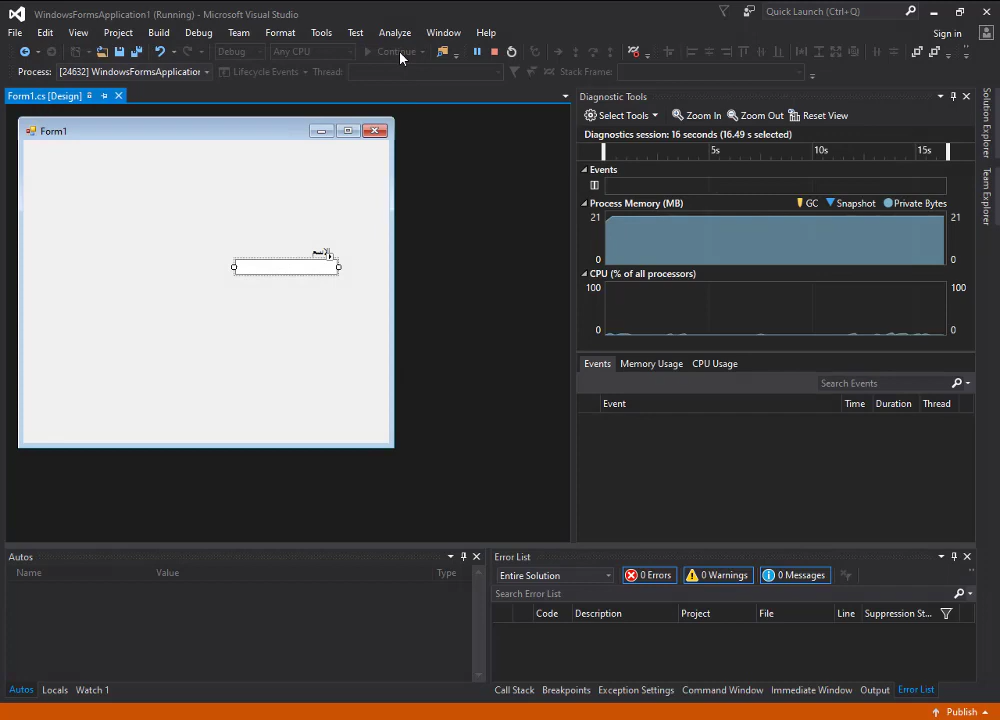 WindowsFormsApplication1 (Running) - Microsoft Visual Studio
Quick Launch (Ctrl+Q)
File Edit View Project Build Debug Team Format Tools Test Analyze Window Help
Sign in
Debug Any CPU Continue
Process: [24632] WindowsFormsApplication Lifecycle Events Thread: Stack Frame:
Form1.cs [Design]
Form1
Diagnostic Tools
Select Tools Zoom In Zoom Out Reset View
Diagnostics session: 16 seconds (16.49 s selected)
5s 10s 15s
Events
Process Memory (MB) GC Snapshot Private Bytes
21 21
0 0
CPU (% of all processors)
100 100
0 0
Events Memory Usage CPU Usage
Search Events
Event Time Duration Thread
Solution Explorer
Team Explorer
Autos
Name Value Type
Autos Locals Watch 1
Error List
Entire Solution 0 Errors 0 Warnings 0 Messages
Search Error List
Code Description Project File Line Suppression St...
Call Stack Breakpoints Exception Settings Command Window Immediate Window Output Error List
Publish